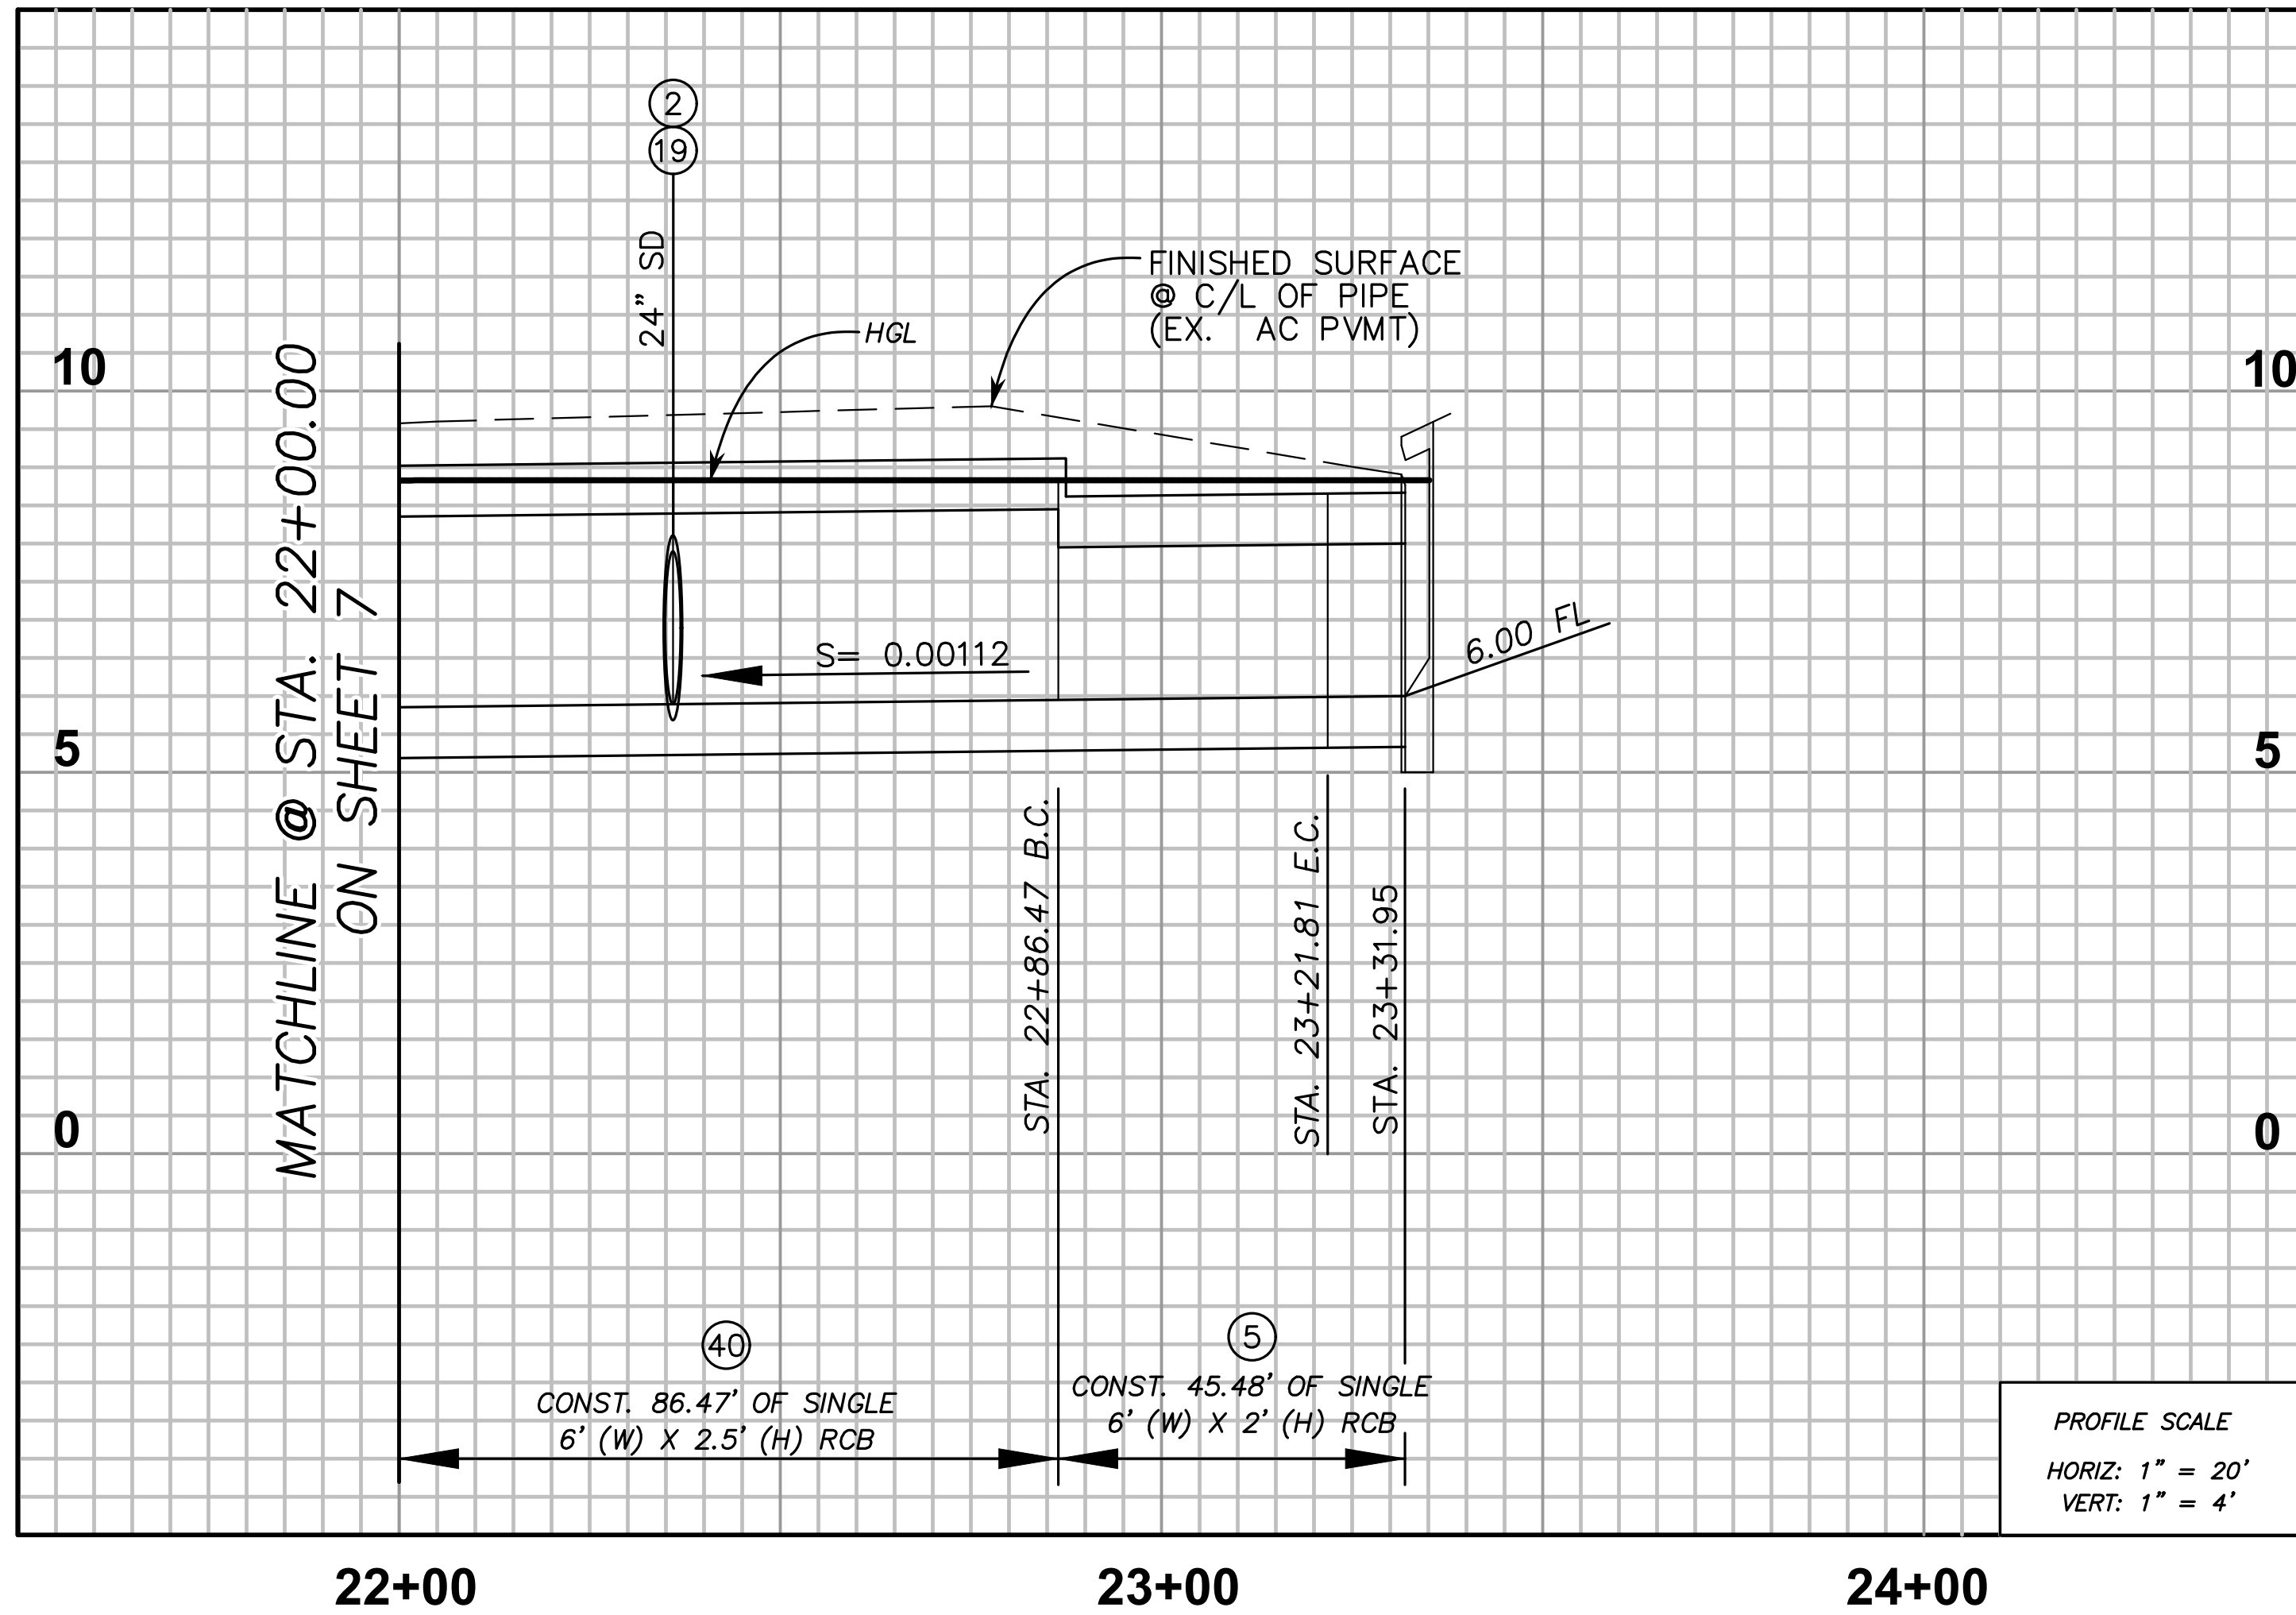 2
19
24” SD
FINISHED SURFACE
@ C/L OF PIPE
(EX. AC PVMT)
HGL
10
10
MATCHLINE @ STA. 22+00.00
ON SHEET 7
S= 0.00112
6.00 FL
5
5
STA. 22+86.47 B.C.
STA. 23+21.81 E.C.
STA. 23+31.95
0
0
40
CONST. 86.47’ OF SINGLE
6’ (W) X 2.5’ (H) RCB
5
CONST. 45.48’ OF SINGLE
6’ (W) X 2’ (H) RCB
PROFILE SCALE
HORIZ: 1” = 20’
VERT: 1” = 4’
22+00
23+00
24+00